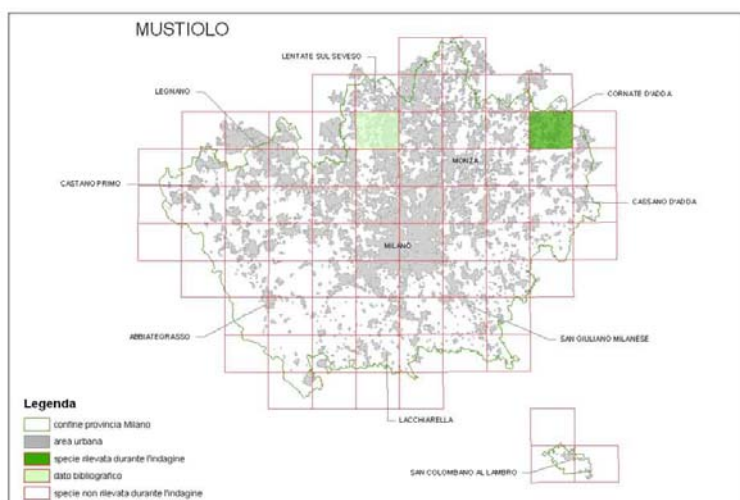 MUSTIOLO
LENTATE SUL SEVESO
LEGNANO
CORNATE D'ADDA
MONZA
CASTANO PRIMO
CASSANO D'ADDA
MILANO
ABBIATEGRASSO
SAN GIULIANO MILANESE
LACCHIARELLA
SAN COLOMBANO AL LAMBRO
Legenda
confine provincia Milano
area urbana
specie rilevata durante l'indagine
dato bibliografico
specie non rilevata durante l'indagine